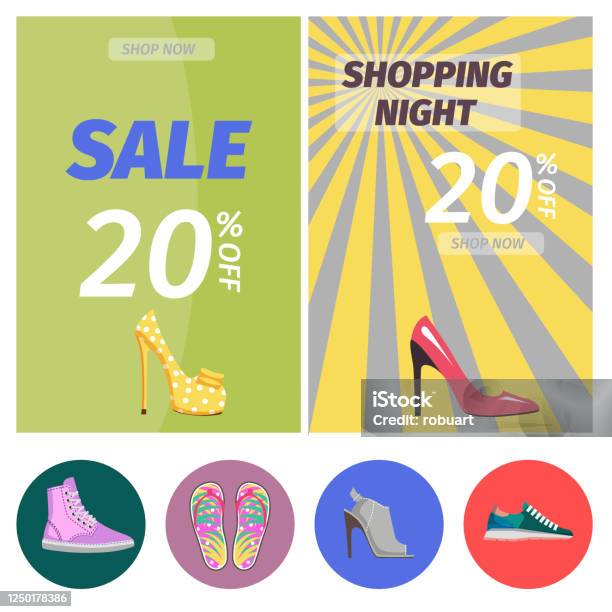 SHOP NOW
SALE
20% OFF
SHOPPING
NIGHT
20% OFF
SHOP NOW
iStock
Credit: robuart
1250178386